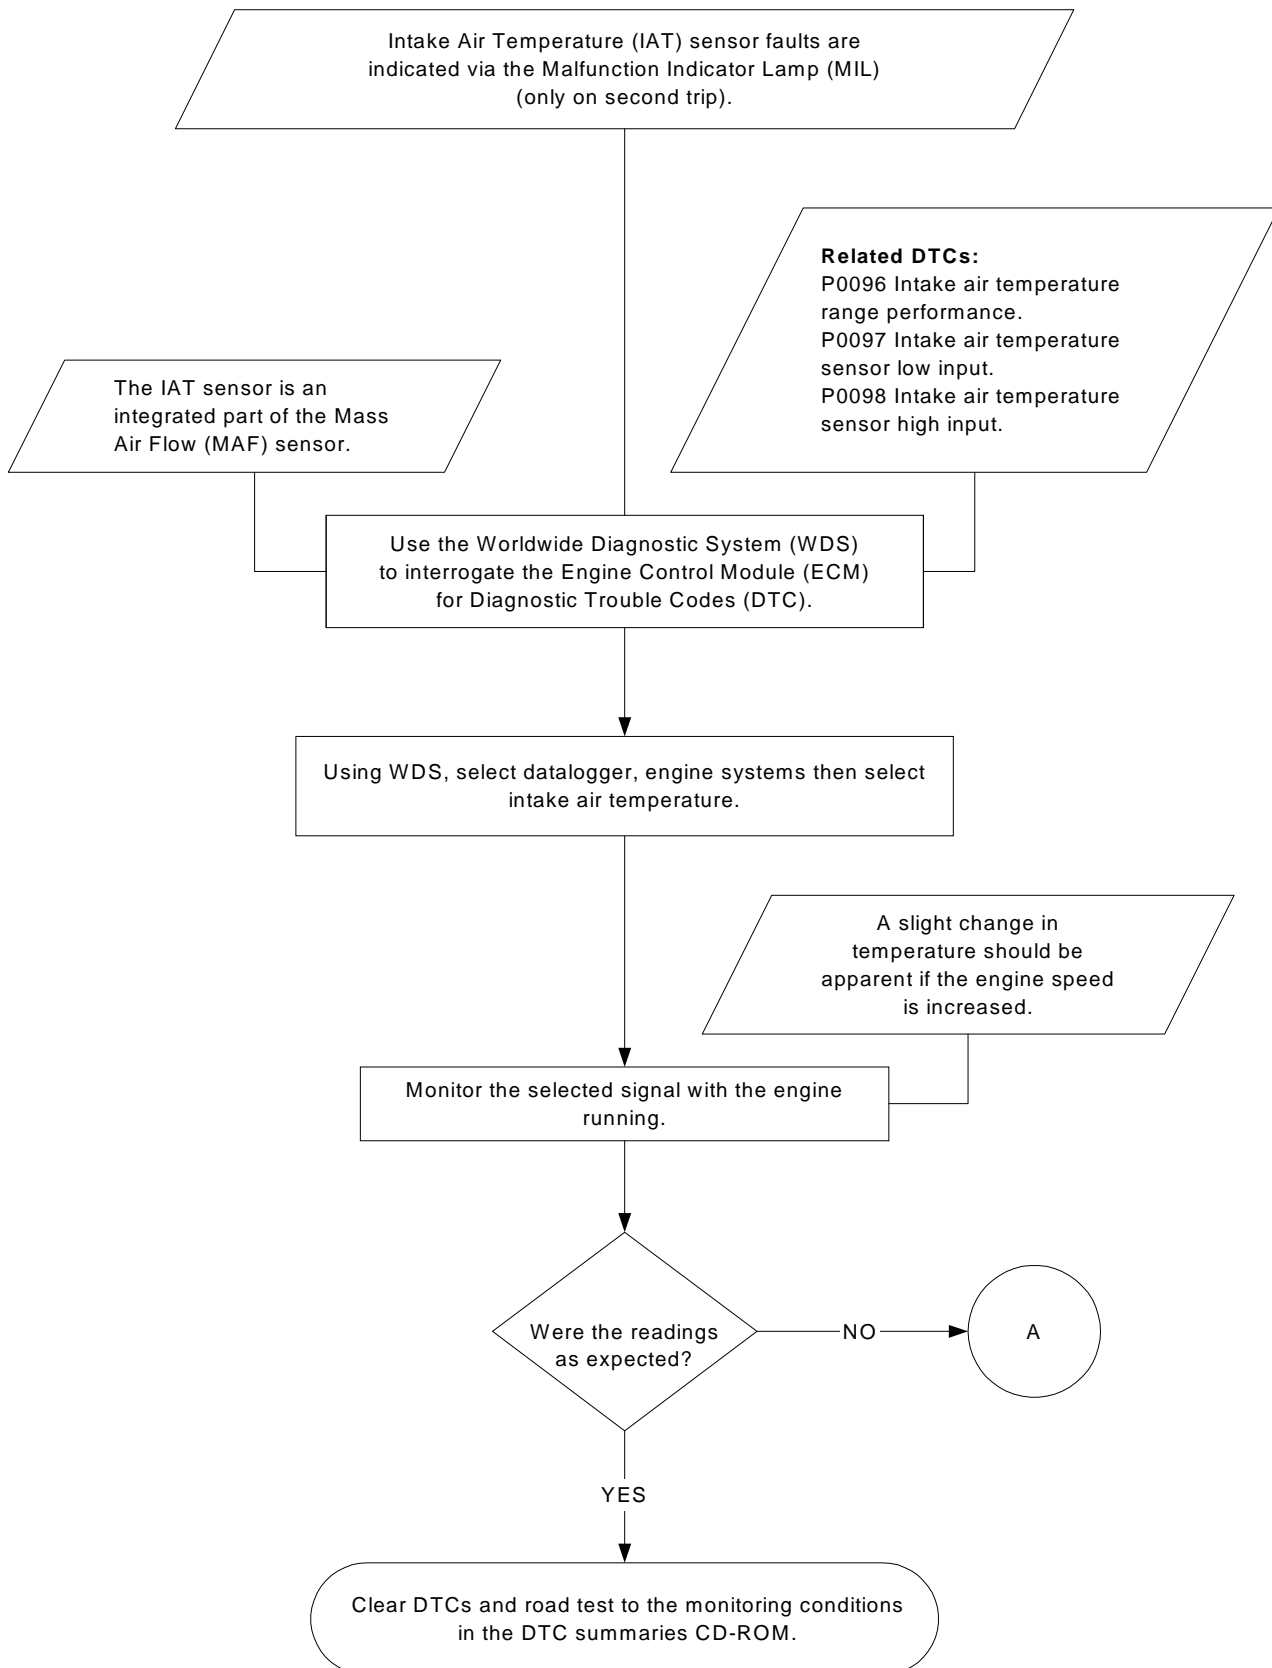 Intake Air Temperature (IAT) sensor faults are
indicated via the Malfunction Indicator Lamp (MIL)
(only on second trip).
Related DTCs:
P0096 Intake air temperature
range performance.
P0097 Intake air temperature
sensor low input.
P0098 Intake air temperature
sensor high input.
The IAT sensor is an
integrated part of the Mass
Air Flow (MAF) sensor.
Use the Worldwide Diagnostic System (WDS)
to interrogate the Engine Control Module (ECM)
for Diagnostic Trouble Codes (DTC).
Using WDS, select datalogger, engine systems then select
intake air temperature.
A slight change in
temperature should be
apparent if the engine speed
is increased.
Monitor the selected signal with the engine
running.
Were the readings
as expected?
NO
A
YES
Clear DTCs and road test to the monitoring conditions
in the DTC summaries CD-ROM.